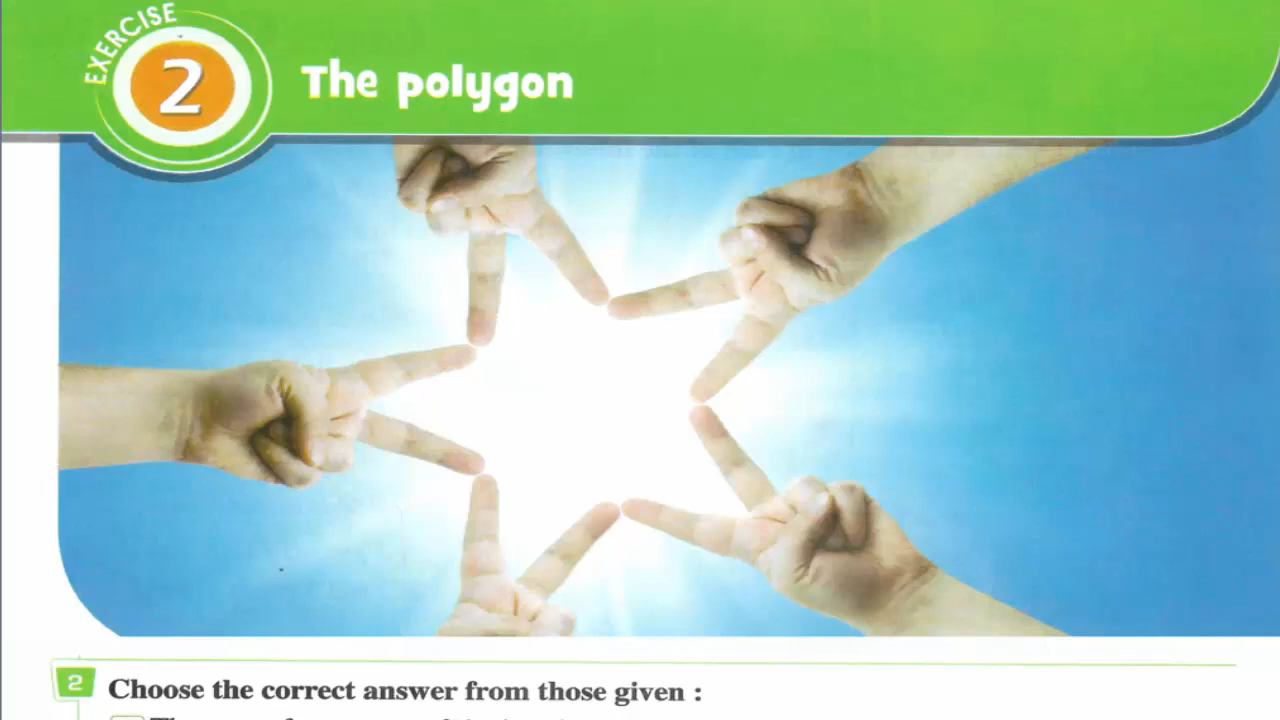 EXERCISE
2
The polygon
2
Choose the correct answer from those given :